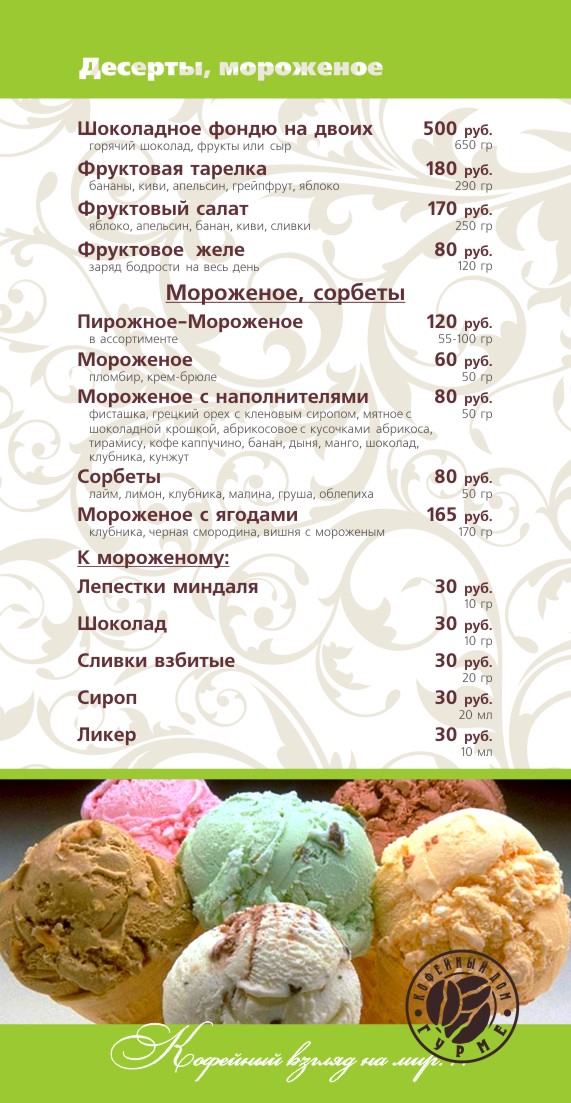 Десерты, мороженое
Шоколадное фондю на двоих 500 руб.
горячий шоколад, фрукты или сыр 650 гр
Фруктовая тарелка 180 руб.
бананы, киви, апельсин, грейпфрут, яблоко 290 гр
Фруктовый салат 170 руб.
яблоко, апельсин, банан, киви, сливки 250 гр
Фруктовое желе 80 руб.
заряд бодрости на весь день 120 гр
Мороженое, сорбеты
Пирожное-Мороженое 120 руб.
в ассортименте 55-100 гр
Мороженое 60 руб.
пломбир, крем-брюле 50 гр
Мороженое с наполнителями 80 руб.
фисташка, грецкий орех с кленовым сиропом, мятное с 50 гр
шоколадной крошкой, абрикосовое с кусочками абрикоса,
тирамису, кофе каппучино, банан, дыня, манго, шоколад,
клубника, кунжут
Сорбеты 80 руб.
лайм, лимон, клубника, малина, груша, облепиха 50 гр
Мороженое с ягодами 165 руб.
клубника, черная смородина, вишня с мороженым 170 гр
К мороженому:
Лепестки миндаля 30 руб.
10 гр
Шоколад 30 руб.
10 гр
Сливки взбитые 30 руб.
20 гр
Сироп 30 руб.
20 мл
Ликер 30 руб.
10 мл
КОФЕЙНЫЙ ДОМ
ГУРМЕ
Кофейный взгляд на мир...